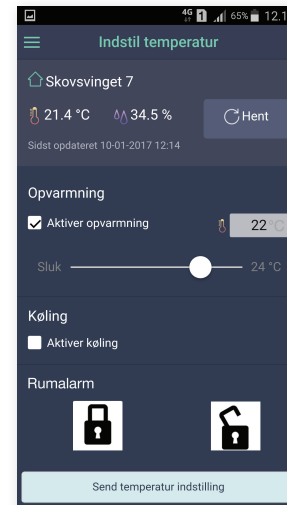 4G 1 65% 12.1
Indstil temperatur
Skovsvinget 7
21.4 °C 34.5 % Hent
Sidst opdateret 10-01-2017 12:14
Opvarmning
Aktiver opvarmning 22°C
Sluk 24 °C
Køling
Aktiver køling
Rumalarm
Send temperatur indstilling